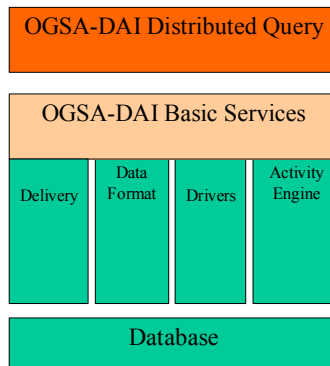 OGSA-DAI Distributed Query
OGSA-DAI Basic Services
Delivery
Data
Format
Drivers
Activity
Engine
Database